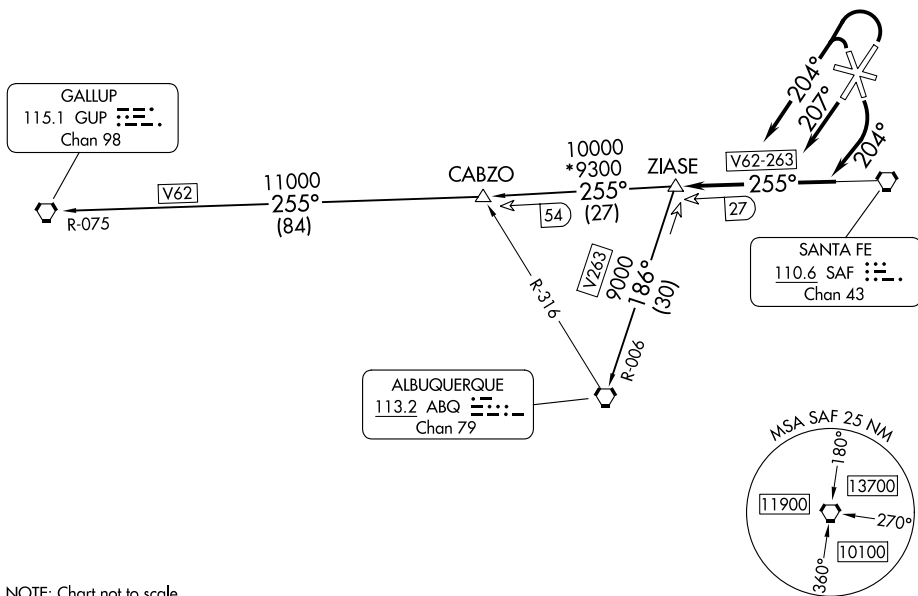 GALLUP
115.1 GUP
Chan 98
R-075
V62
11000
255°
(84)
CABZO
54
10000
*9300
255°
(27)
ZIASE
V62-263
255°
27
204°
207°
204°
SANTA FE
110.6 SAF
Chan 43
V263
9000
186°
(30)
R-316
R-006
ALBUQUERQUE
113.2 ABQ
Chan 79
MSA SAF 25 NM
180°
13700
11900
270°
10100
360°
NOTE: Chart not to scale.